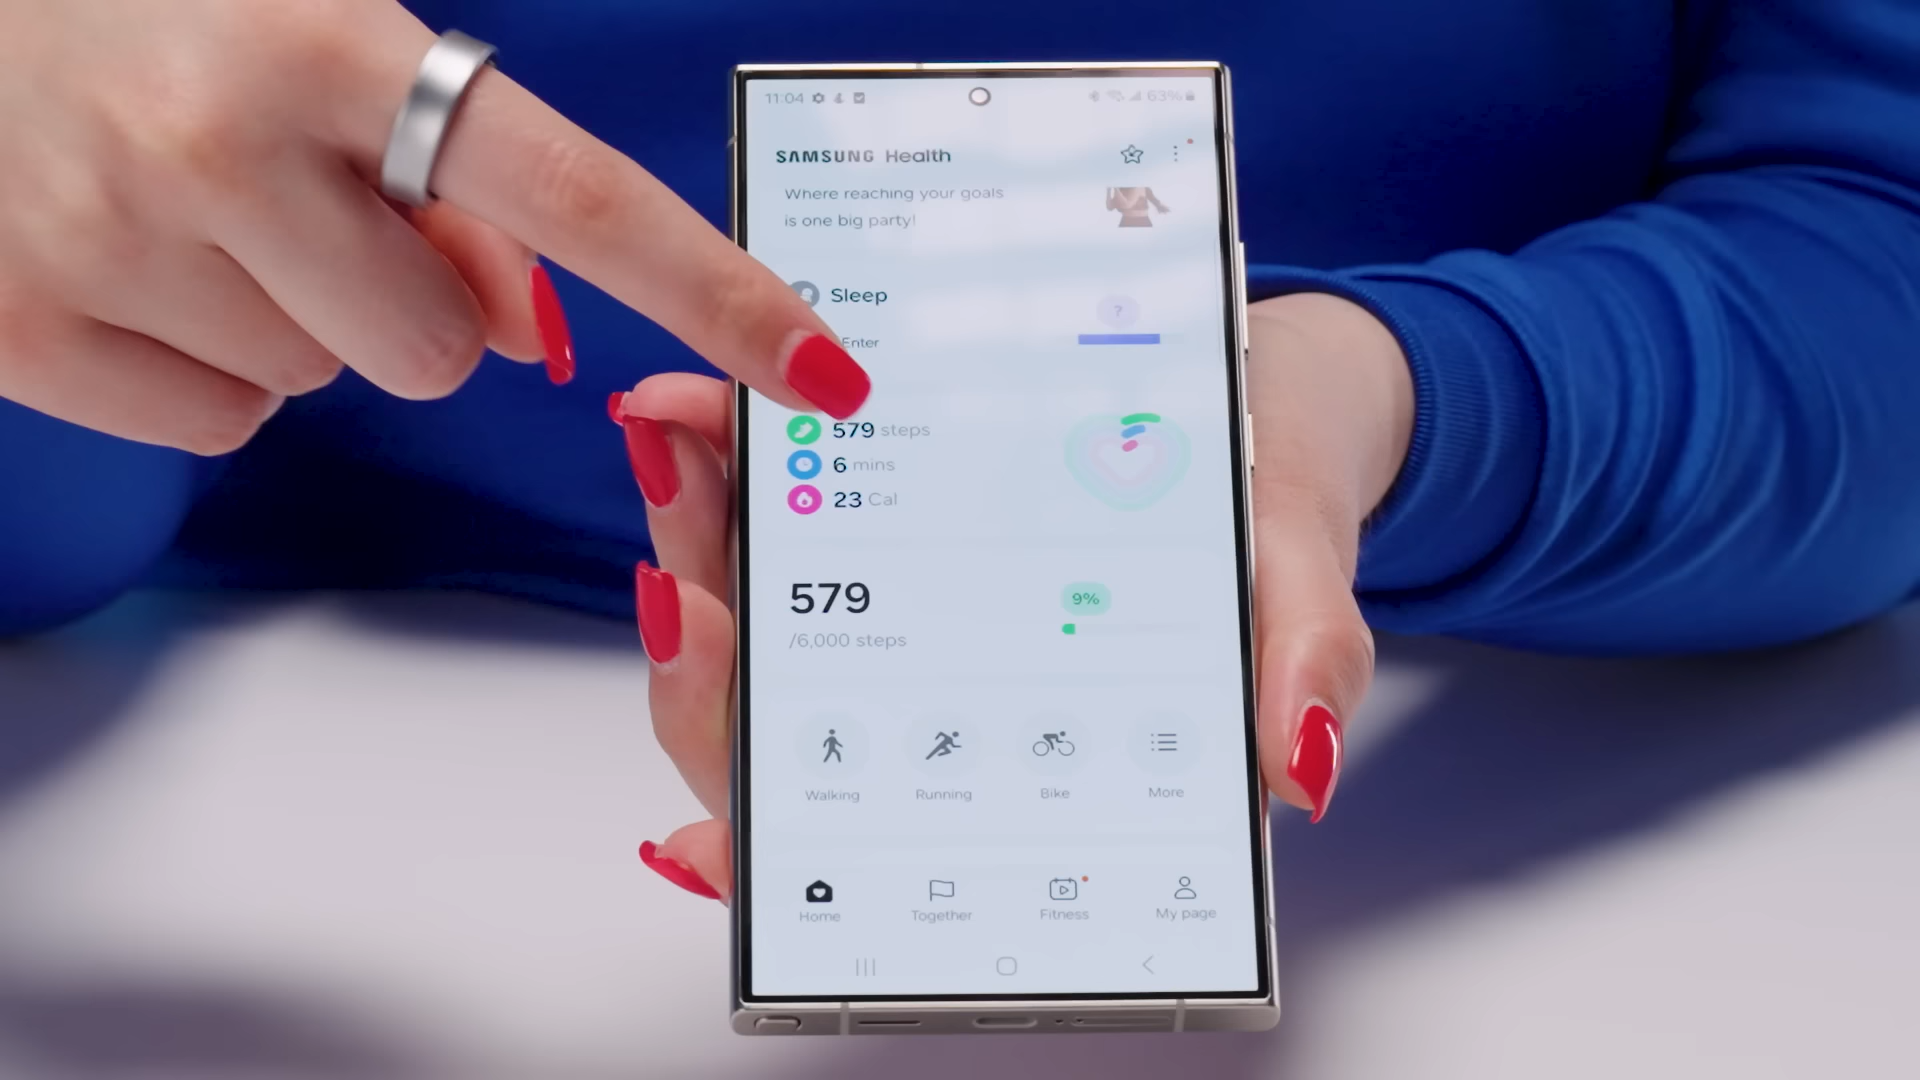 11:04
63%
SAMSUNG Health
Where reaching your goals
is one big party!
Sleep
?
Enter
579 steps
6 mins
23 Cal
579
9%
/6,000 steps
Walking
Running
Bike
More
Home
Together
Fitness
My page